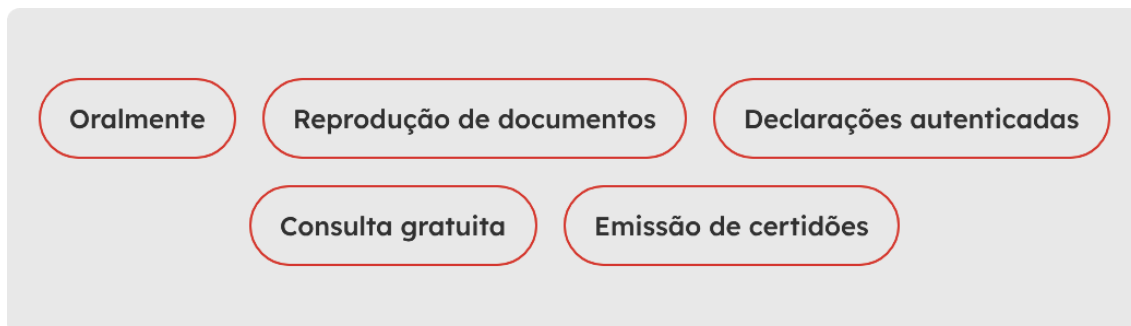 Oralmente
Reprodução de documentos
Declarações autenticadas
Consulta gratuita
Emissão de certidões